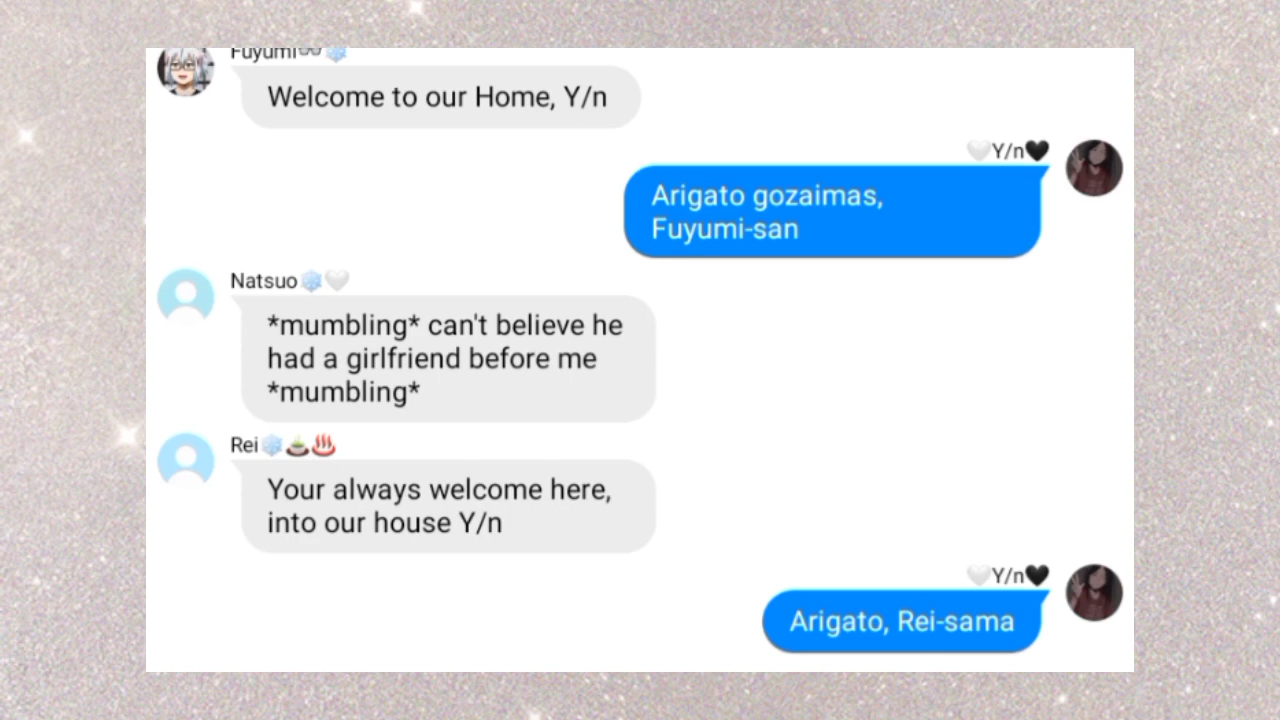 Fuyumi👓❄️
Welcome to our Home, Y/n
🤍Y/n🖤
Arigato gozaimas,
Fuyumi-san
Natsuo❄️🤍
*mumbling* can't believe he
had a girlfriend before me
*mumbling*
Rei❄️🍵♨️
Your always welcome here,
into our house Y/n
🤍Y/n🖤
Arigato, Rei-sama